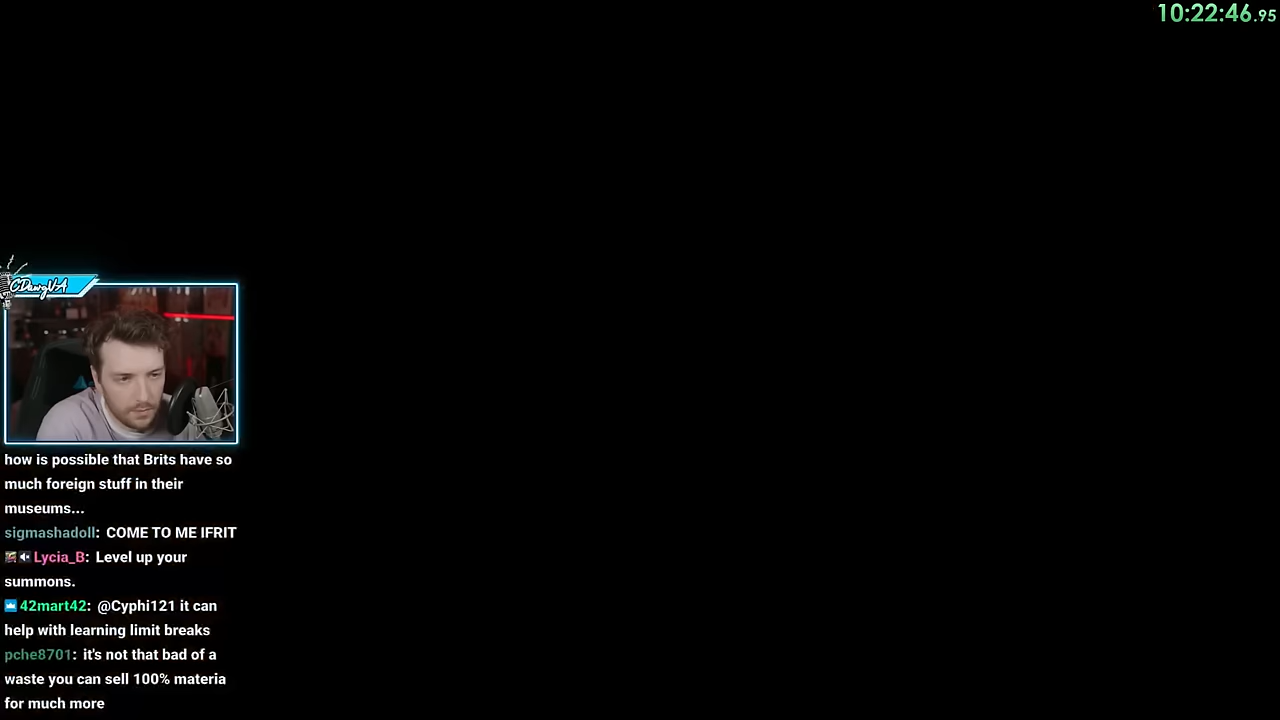 10:22:46.95
CDawgVA
how is possible that Brits have so
much foreign stuff in their
museums...
sigmashadoll: COME TO ME IFRIT
Lycia_B: Level up your
summons.
42mart42: @Cyphi121 it can
help with learning limit breaks
pche8701: it's not that bad of a
waste you can sell 100% materia
for much more